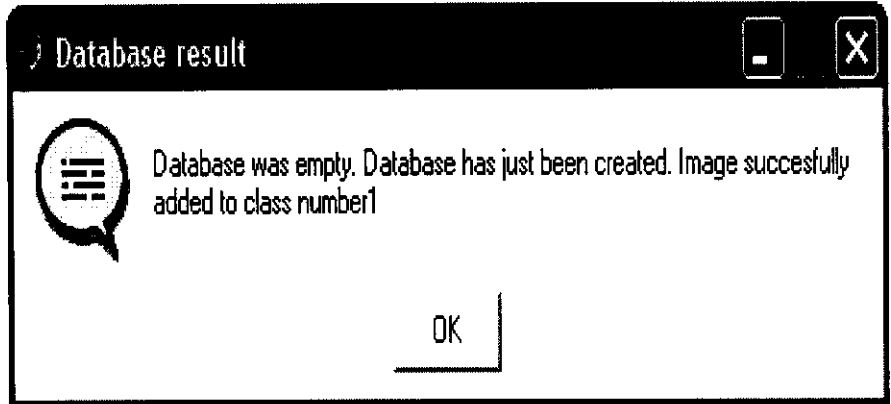 Database result
Database was empty. Database has just been created. Image succesfully
added to class number1
OK